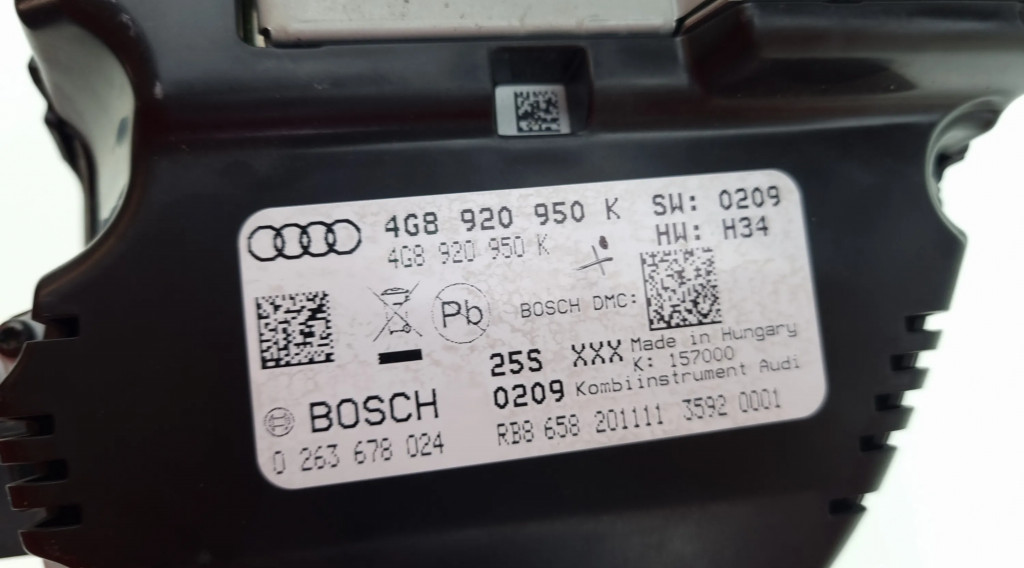 4G8 920 950 K SW: 0209
4G8 920 950 K HW: H34
Pb BOSCH DMC:
25S XXX Made in Hungary
K: 157000
0209 Kombiinstrument Audi
BOSCH
0 263 678 024 RB8 658 201111 3592 0001